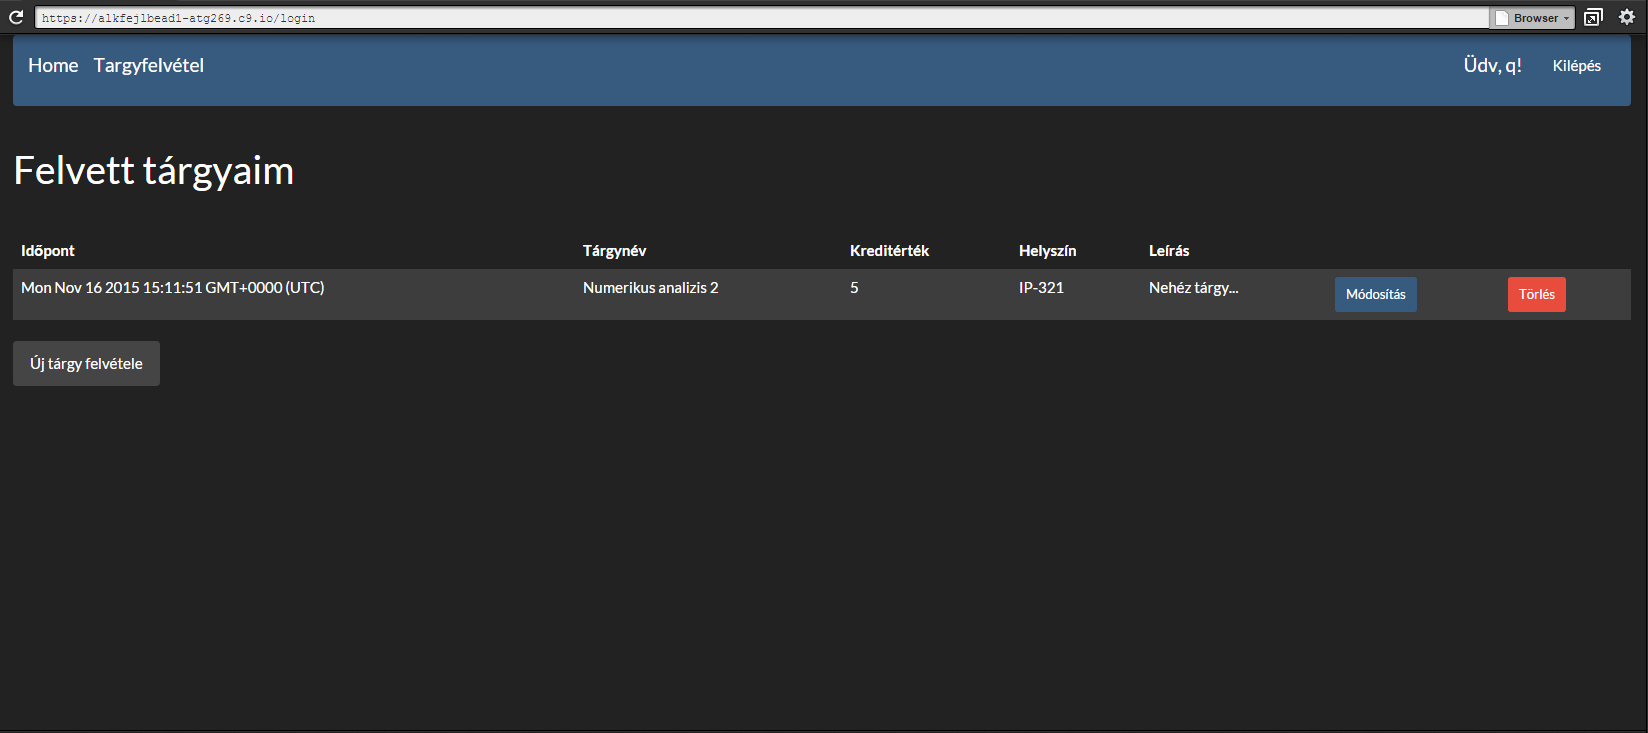 https://alkfejlbead1-atg269.c9.io/login Browser
Home Targyfelvétel Üdv, q! Kilépés
Felvett tárgyaim
Időpont Tárgynév Kreditérték Helyszín Leírás
Mon Nov 16 2015 15:11:51 GMT+0000 (UTC) Numerikus analizis 2 5 IP-321 Nehéz tárgy... Módosítás Törlés
Új tárgy felvétele